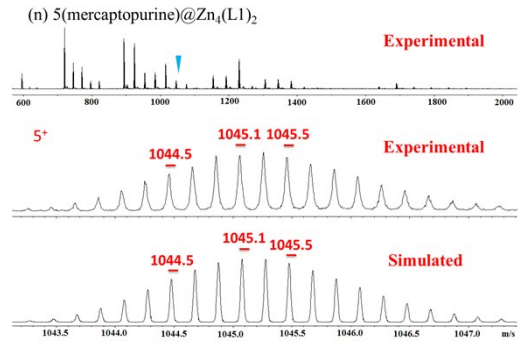 (n) 5(mercaptopurine)@Zn4(L1)2
Experimental
600 800 1000 1200 1400 1600 1800 2000
5+
Experimental
1044.5 1045.1 1045.5
Simulated
1044.5 1045.1 1045.5
1043.5 1044.0 1044.5 1045.0 1045.5 1046.0 1046.5 1047.0 m/s